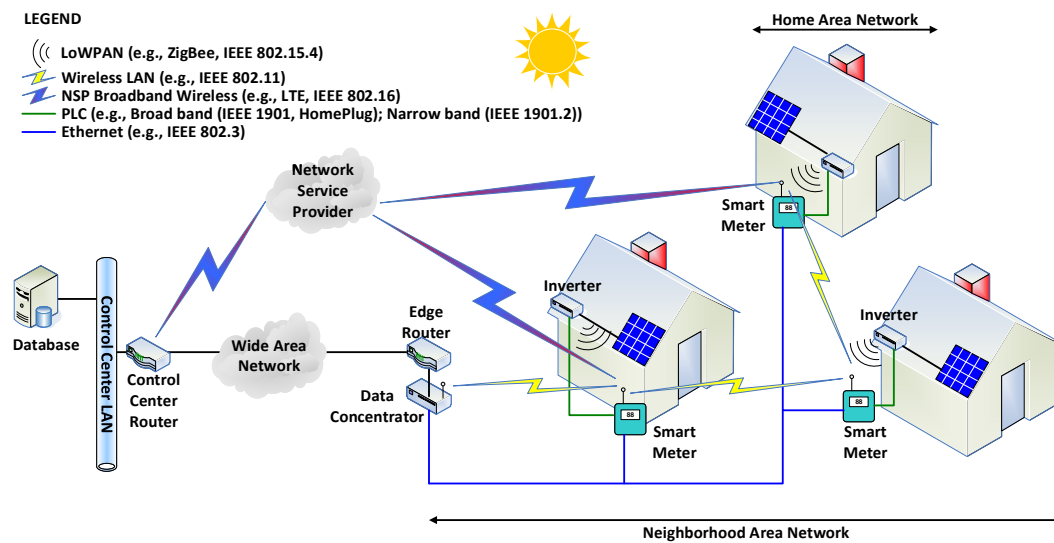 LEGEND
LoWPAN (e.g., ZigBee, IEEE 802.15.4)
Wireless LAN (e.g., IEEE 802.11)
NSP Broadband Wireless (e.g., LTE, IEEE 802.16)
PLC (e.g., Broad band (IEEE 1901, HomePlug); Narrow band (IEEE 1901.2))
Ethernet (e.g., IEEE 802.3)
Home Area Network
Network
Service
Provider
Smart
Meter
88
Inverter
Inverter
Database
Control Center LAN
Control
Center
Router
Wide Area
Network
Edge
Router
Data
Concentrator
88
Smart
Meter
88
Smart
Meter
Neighborhood Area Network